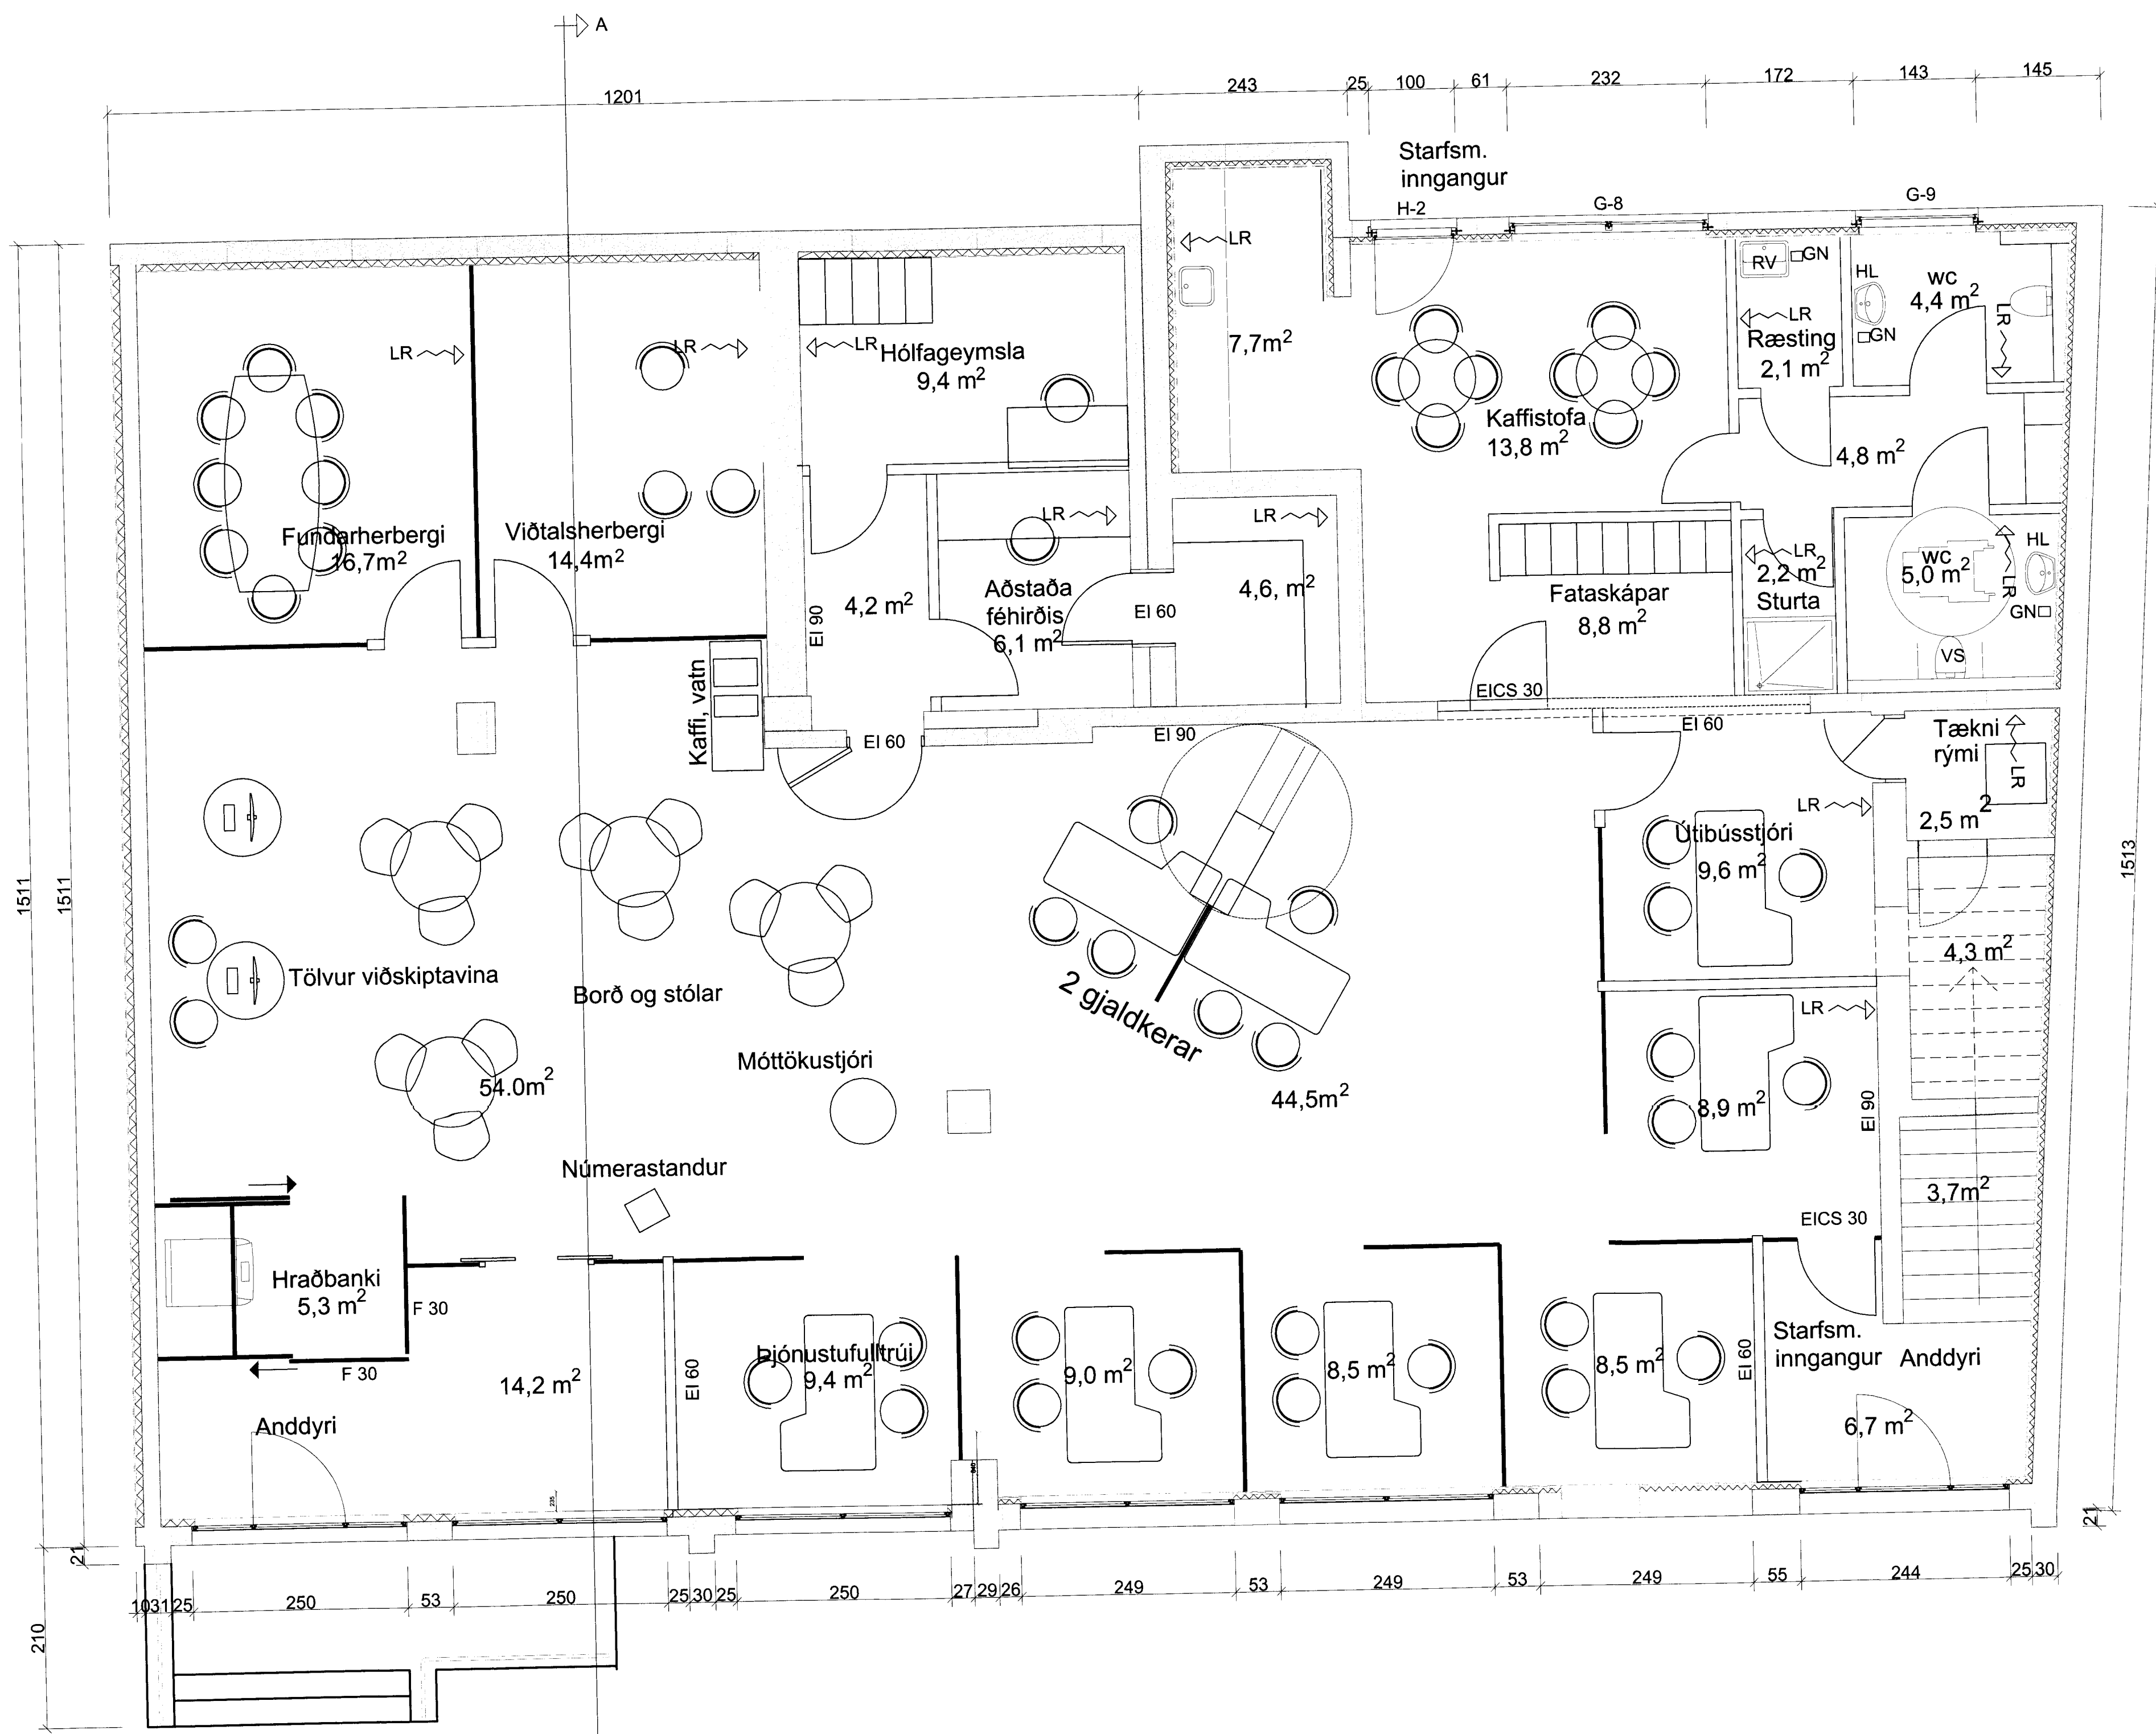 A
1201
243
25
100
61
232
172
143
145
Starfsm.
inngangur
H-2
G-8
G-9
LR
LR
LR
LR
7,7m²
Hólfageymsla
9,4 m²
Kaffistofa
13,8 m²
RV
GN
LR
Ræsting
2,1 m²
HL
GN
WC
4,4 m²
LR
4,8 m²
Fundarherbergi
16,7m²
Viðtalsherbergi
14,4m²
LR
LR
EI 90
4,2 m²
Aðstaða
féhirðis
6,1 m²
EI 60
4,6, m²
Fataskápar
8,8 m²
LR
2,2 m²
Sturta
WC
5,0 m²
LR
HL
GN
VS
Kaffi, vatn
EI 60
EI 90
EICS 30
EI 60
Tækni
rými
LR
2,5 m²
LR
Útibússtjóri
9,6 m²
1511
1511
1513
4,3 m²
Tölvur viðskiptavina
Borð og stólar
2 gjaldkerar
LR
Móttökustjóri
54.0m²
44,5m²
8,9 m²
EI 90
Númerastandur
3,7m²
EICS 30
Hraðbanki
5,3 m²
F 30
F 30
14,2 m²
EI 60
Þjónustufulltrúi
9,4 m²
9,0 m²
8,5 m²
8,5 m²
EI 60
Starfsm.
inngangur
Anddyri
6,7 m²
Anddyri
235
21
21
210
10
31
25
250
53
250
25
30
25
250
27
29
26
249
53
249
53
249
55
244
25
30